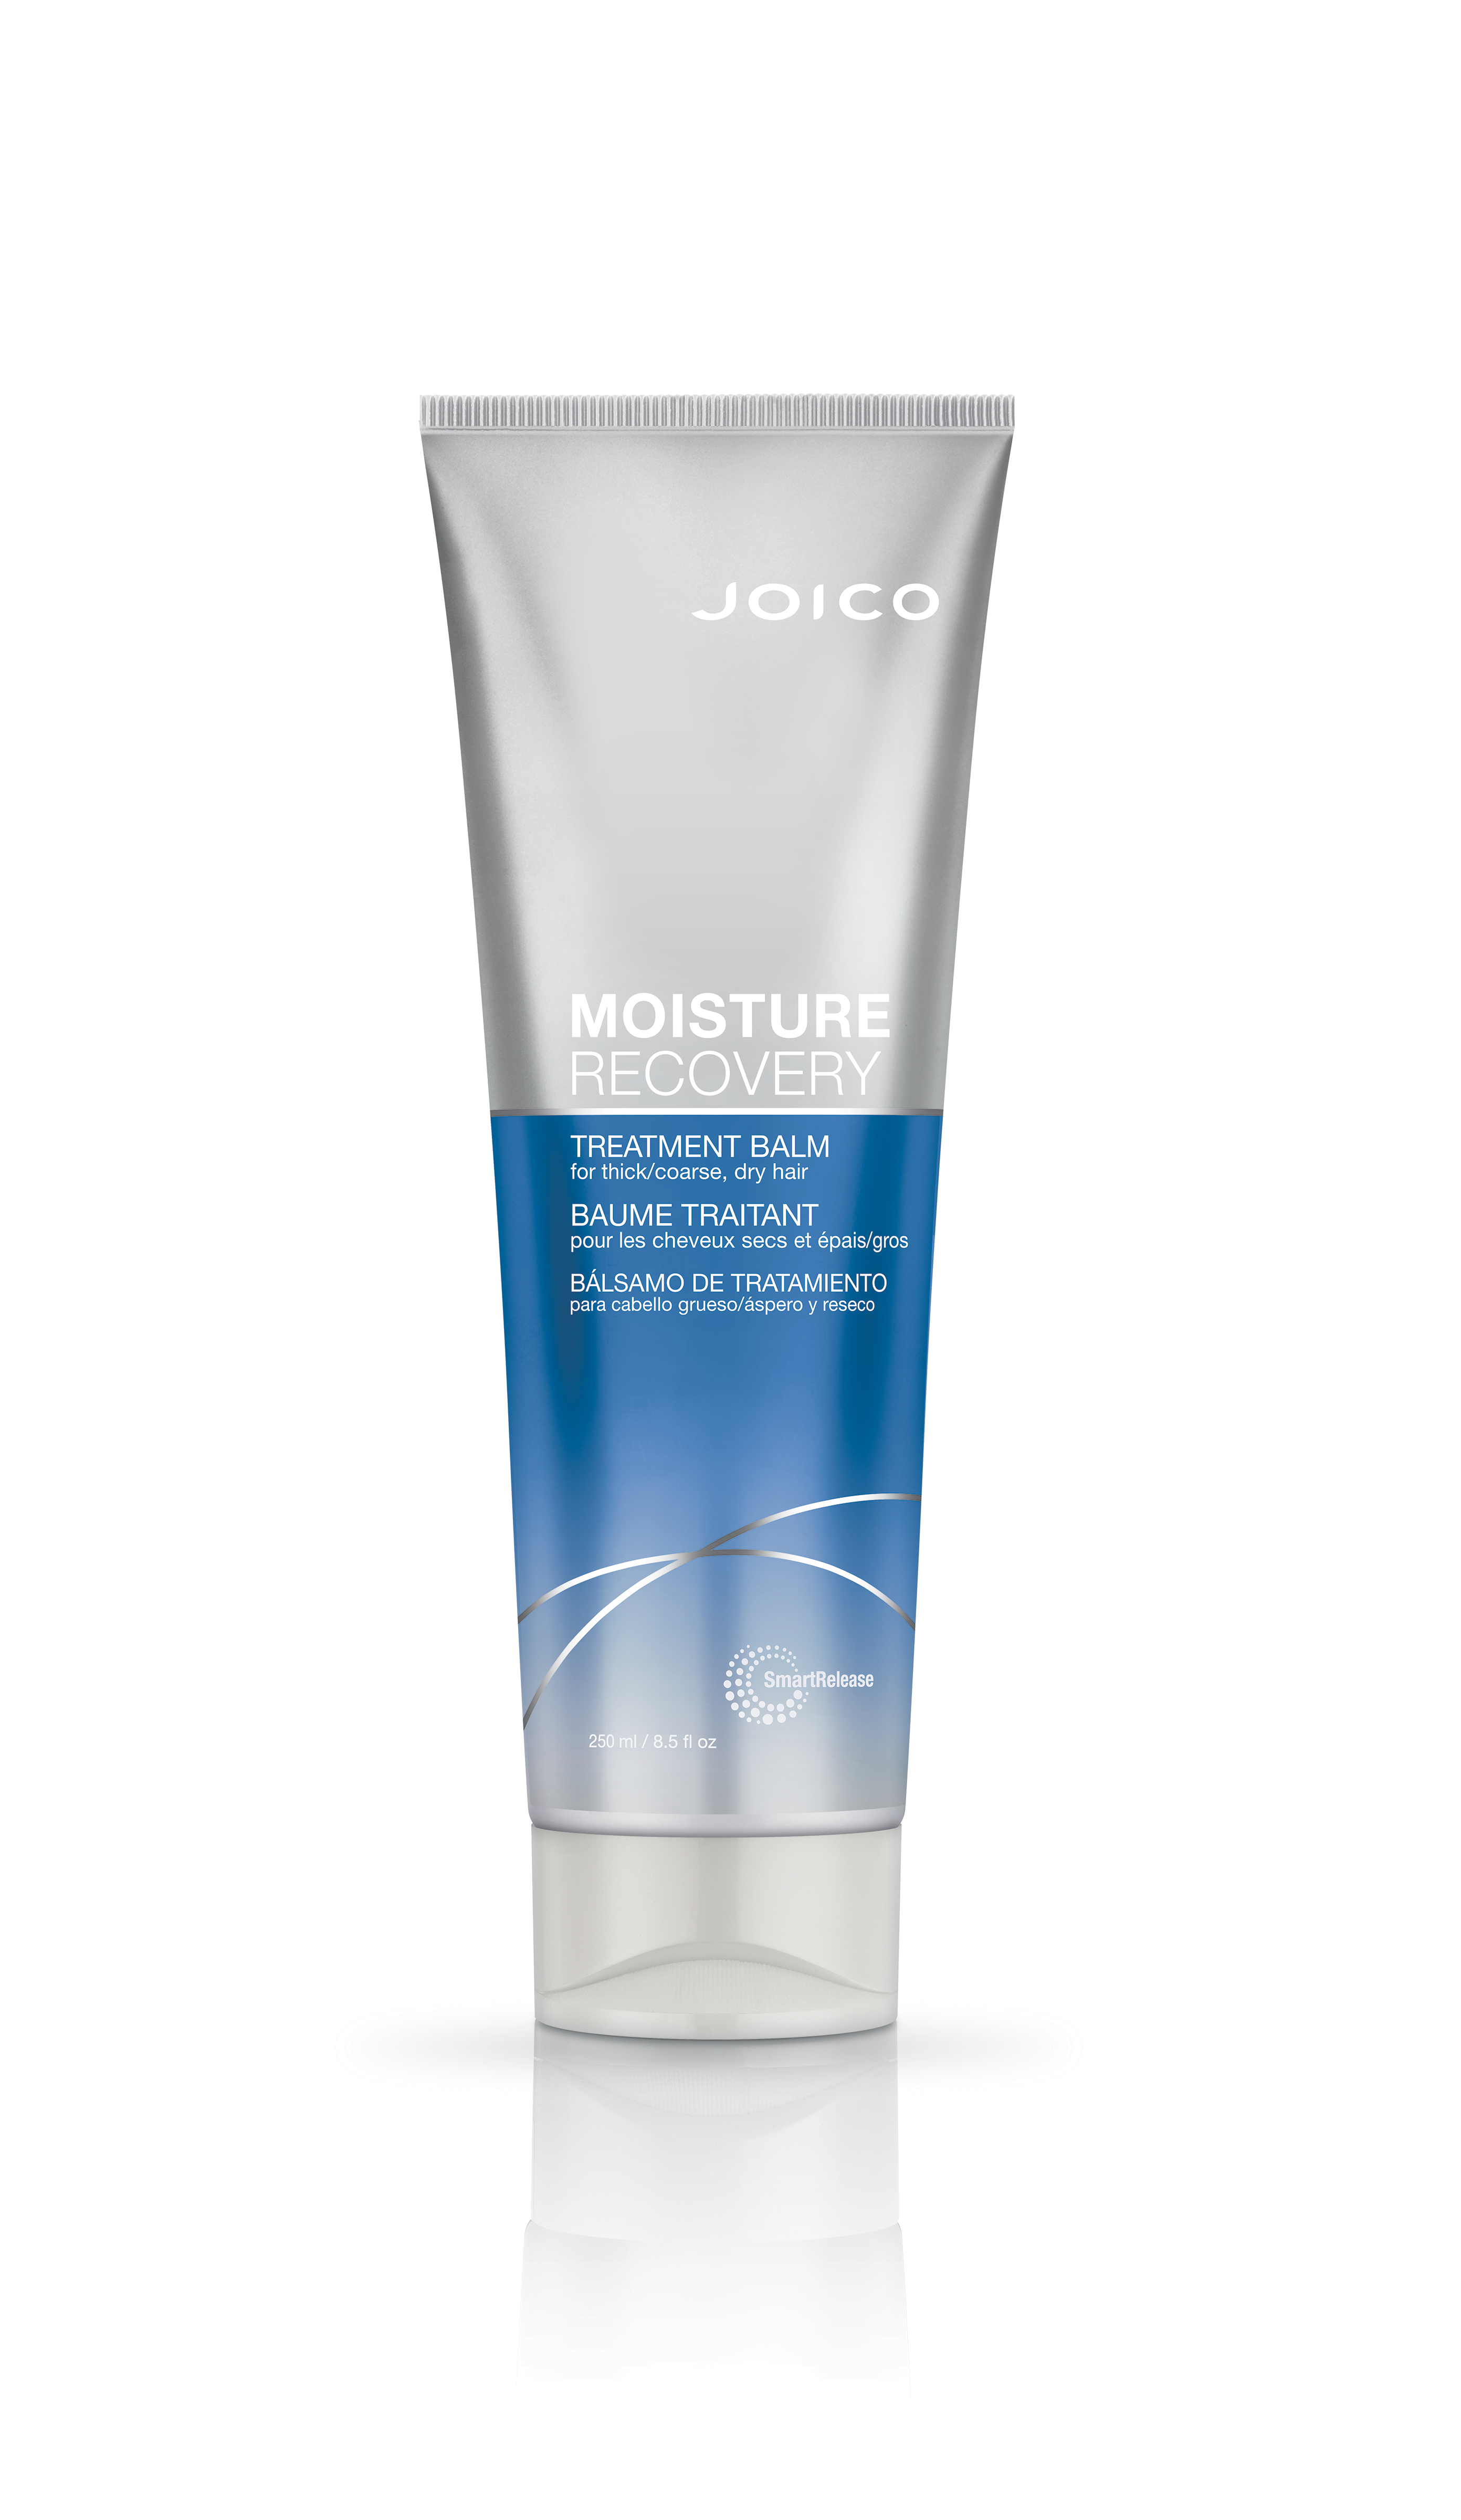 JOICO
MOISTURE
RECOVERY
TREATMENT BALM
for thick/coarse, dry hair
BAUME TRAITANT
pour les cheveux secs et épais/gros
BÁLSAMO DE TRATAMIENTO
para cabello grueso/áspero y reseco
SmartRelease
250 ml / 8.5 fl oz